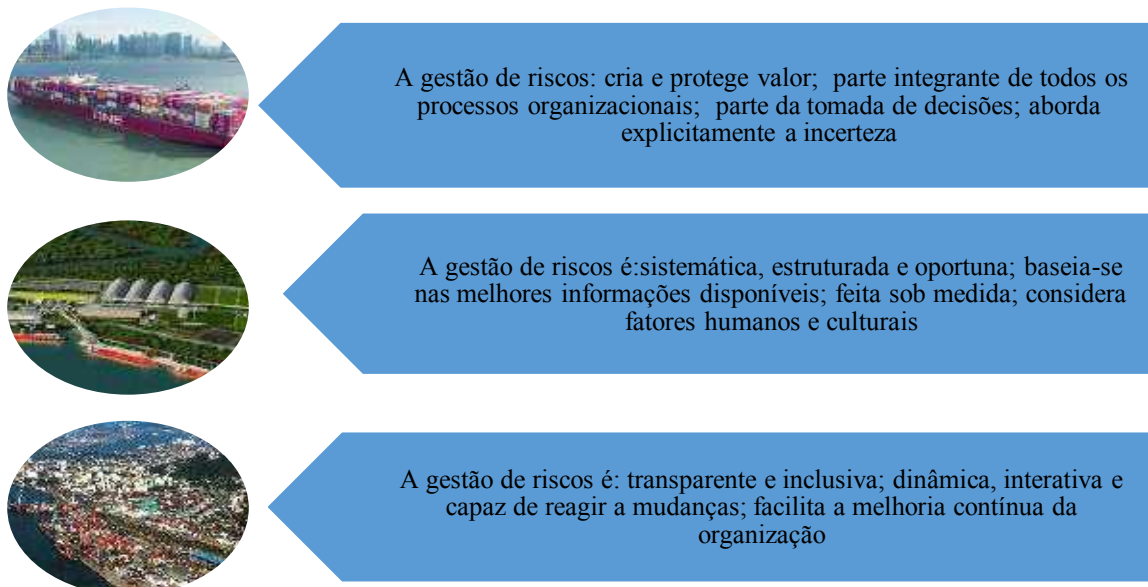 A gestão de riscos: cria e protege valor; parte integrante de todos os
processos organizacionais; parte da tomada de decisões; aborda
explicitamente a incerteza
A gestão de riscos é:sistemática, estruturada e oportuna; baseia-se
nas melhores informações disponíveis; feita sob medida; considera
fatores humanos e culturais
A gestão de riscos é: transparente e inclusiva; dinâmica, interativa e
capaz de reagir a mudanças; facilita a melhoria contínua da
organização